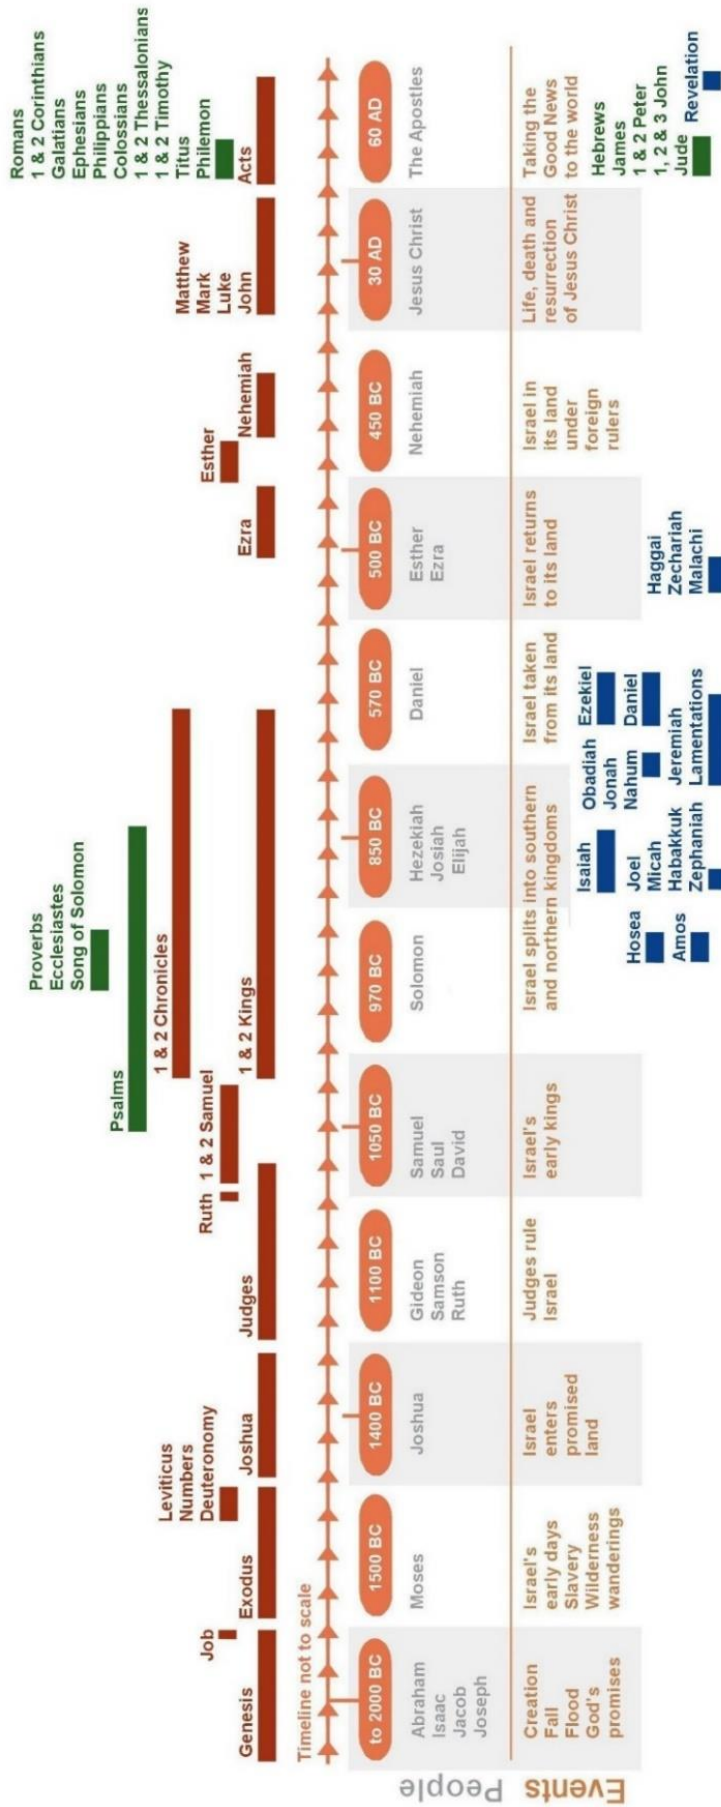 Proverbs
Ecclesiastes
Song of Solomon
Psalms
Romans
1 & 2 Corinthians
Galatians
Ephesians
Philippians
Colossians
1 & 2 Thessalonians
1 & 2 Timothy
Titus
Philemon
Leviticus
Numbers
Deuteronomy
Job
Ruth
1 & 2 Samuel
1 & 2 Chronicles
Esther
Matthew
Mark
Luke
John
Genesis
Exodus
Joshua
Judges
1 & 2 Kings
Ezra
Nehemiah
Acts
Timeline not to scale
to 2000 BC
1500 BC
1400 BC
1100 BC
1050 BC
970 BC
850 BC
570 BC
500 BC
450 BC
30 AD
60 AD
People
Abraham
Isaac
Jacob
Joseph
Moses
Joshua
Gideon
Samson
Ruth
Samuel
Saul
David
Solomon
Hezekiah
Josiah
Elijah
Daniel
Esther
Ezra
Nehemiah
Jesus Christ
The Apostles
Events
Creation
Fall
Flood
God's
promises
Israel's
early days
Slavery
Wilderness
wanderings
Israel
enters
promised
land
Judges rule
Israel
Israel's
early kings
Israel splits into southern
and northern kingdoms
Israel taken
from its land
Israel returns
to its land
Israel in
its land
under
foreign
rulers
Life, death and
resurrection
of Jesus Christ
Taking the
Good News
to the world
Hosea
Amos
Isaiah
Joel
Micah
Habakkuk
Zephaniah
Obadiah
Jonah
Nahum
Jeremiah
Lamentations
Ezekiel
Daniel
Haggai
Zechariah
Malachi
Hebrews
James
1 & 2 Peter
1, 2 & 3 John
Jude
Revelation